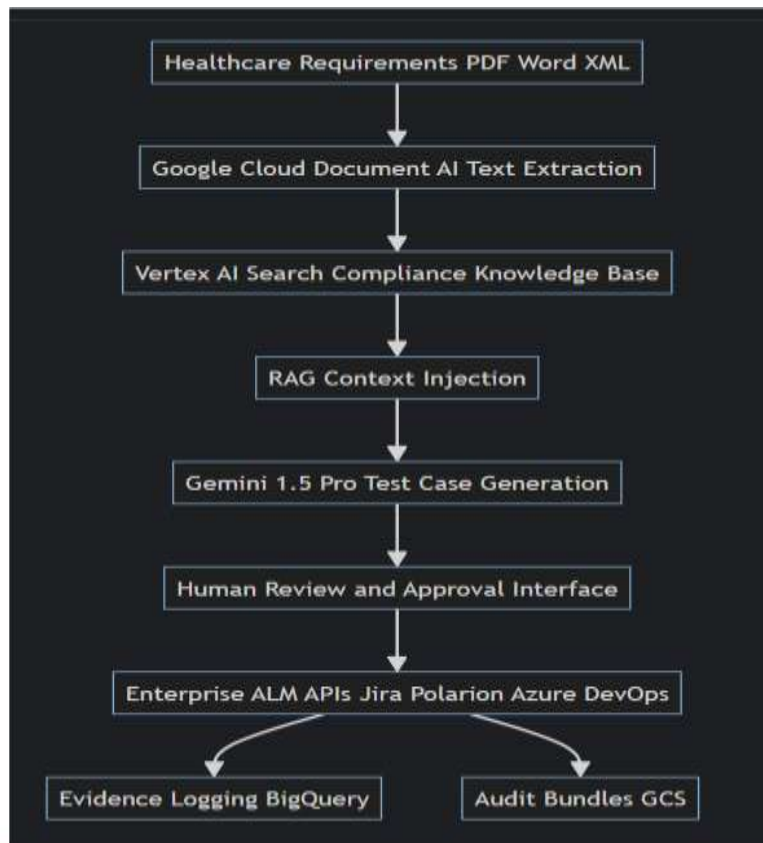 Healthcare Requirements PDF Word XML
Google Cloud Document AI Text Extraction
Vertex AI Search Compliance Knowledge Base
RAG Context Injection
Gemini 1.5 Pro Test Case Generation
Human Review and Approval Interface
Enterprise ALM APIs Jira Polarion Azure DevOps
Evidence Logging BigQuery
Audit Bundles GCS